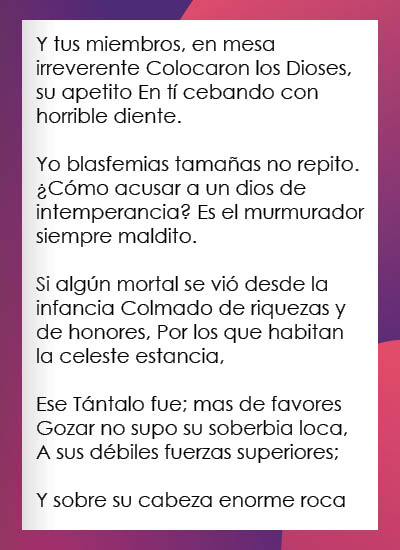 Y tus miembros, en mesa
irreverente Colocaron los Dioses,
su apetito En tí cebando con
horrible diente.

Yo blasfemias tamañas no repito.
¿Cómo acusar a un dios de
intemperancia? Es el murmurador
siempre maldito.

Si algún mortal se vió desde la
infancia Colmado de riquezas y
de honores, Por los que habitan
la celeste estancia,

Ese Tántalo fue; mas de favores
Gozar no supo su soberbia loca,
A sus débiles fuerzas superiores;

Y sobre su cabeza enorme roca